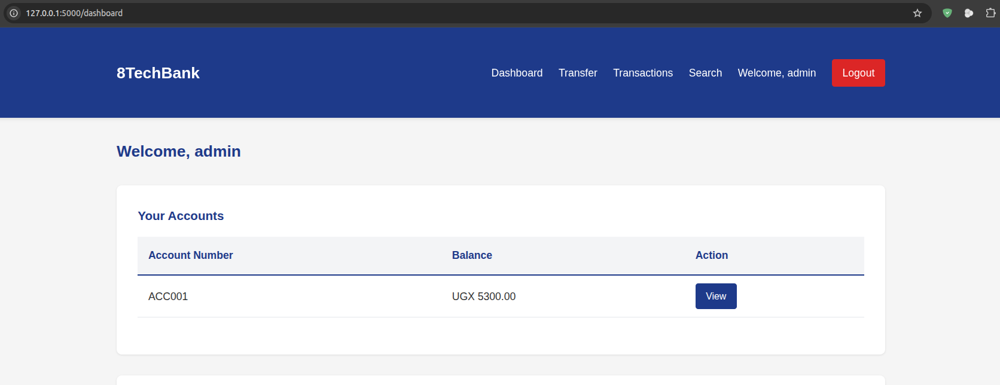 127.0.0.1:5000/dashboard
8TechBank
Dashboard Transfer Transactions Search Welcome, admin Logout
Welcome, admin
Your Accounts
Account Number Balance Action
ACC001 UGX 5300.00 View